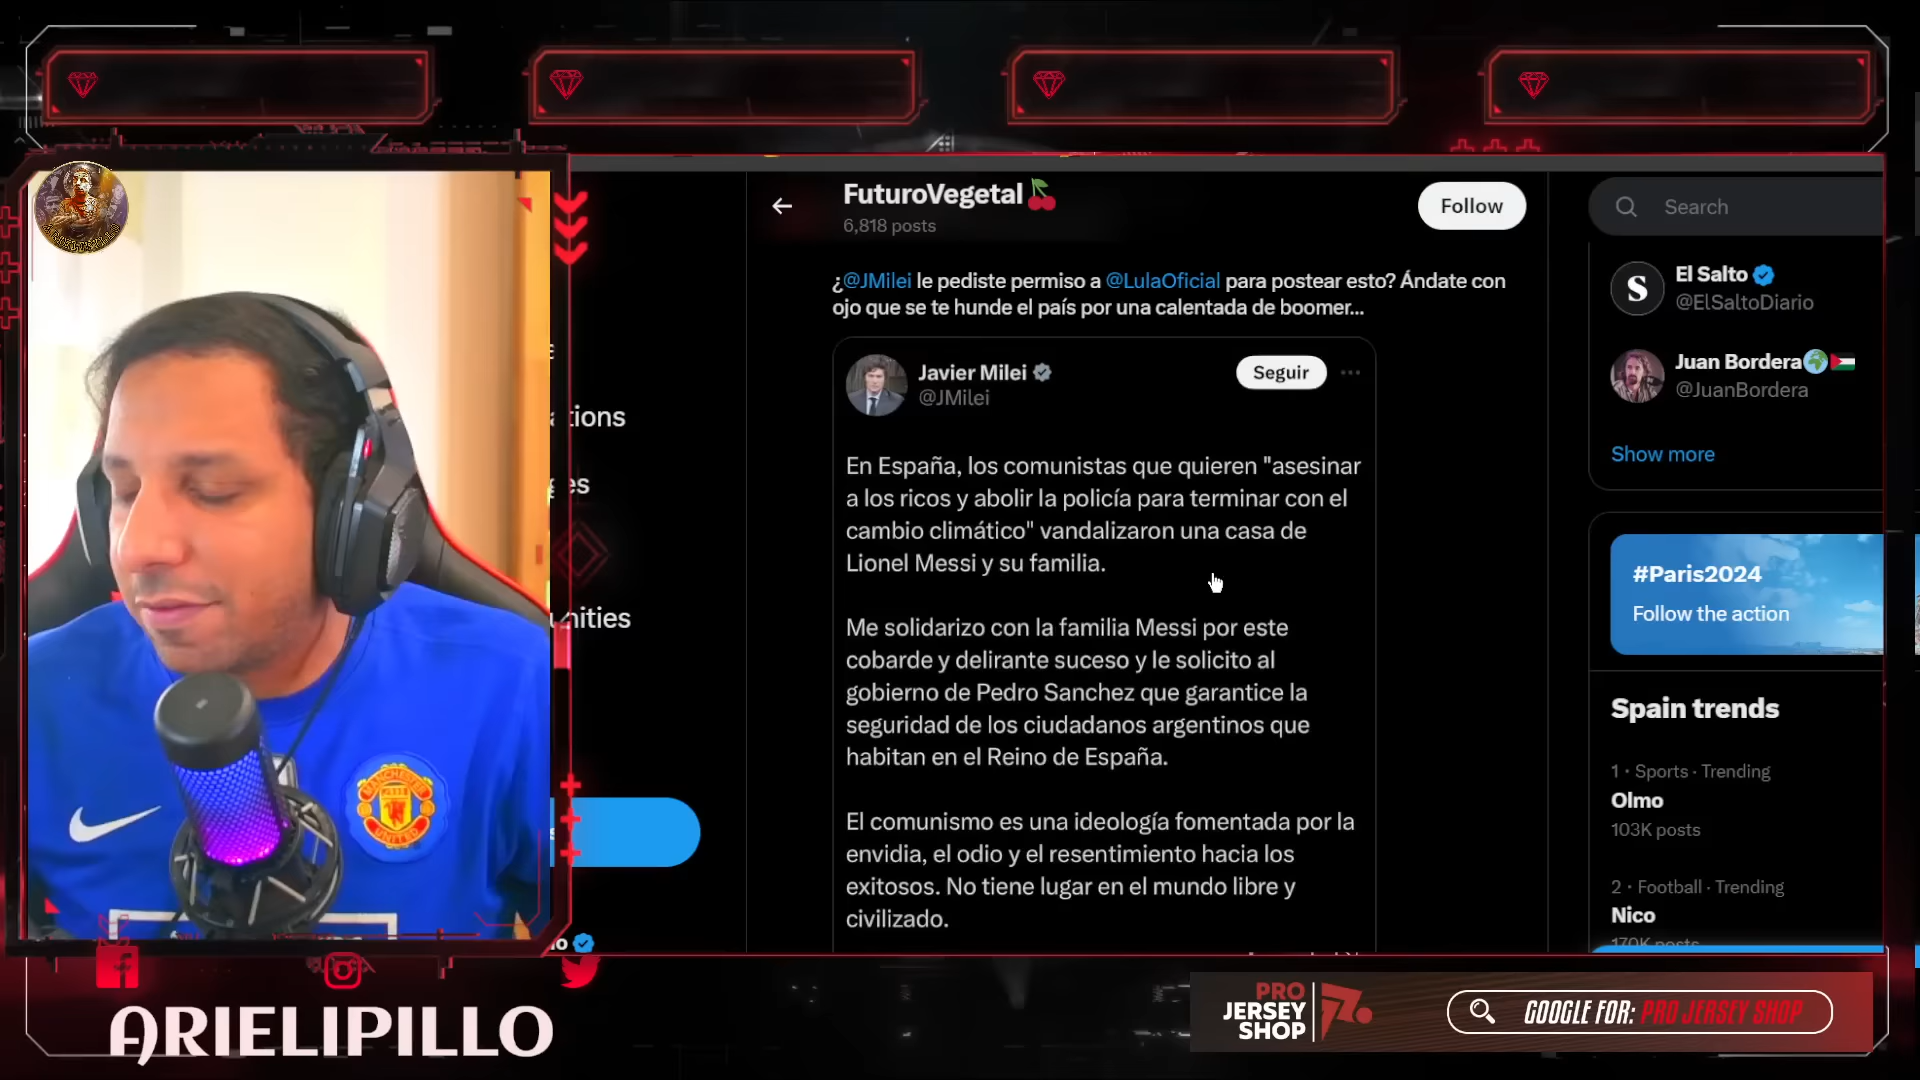 FuturoVegetal
6,818 posts
Follow
Search
¿@JMilei le pediste permiso a @LulaOficial para postear esto? Ándate con
ojo que se te hunde el país por una calentada de boomer...
Javier Milei
@JMilei
Seguir
En España, los comunistas que quieren "asesinar
a los ricos y abolir la policía para terminar con el
cambio climático" vandalizaron una casa de
Lionel Messi y su familia.
Me solidarizo con la familia Messi por este
cobarde y delirante suceso y le solicito al
gobierno de Pedro Sanchez que garantice la
seguridad de los ciudadanos argentinos que
habitan en el Reino de España.
El comunismo es una ideología fomentada por la
envidia, el odio y el resentimiento hacia los
exitosos. No tiene lugar en el mundo libre y
civilizado.
tions
es
nities
S
El Salto
@ElSaltoDiario
Juan Bordera
@JuanBordera
Show more
#Paris2024
Follow the action
Spain trends
1 · Sports · Trending
Olmo
103K posts
2 · Football · Trending
Nico
170K posts
MANCHESTER
UNITED
ARIELIPILLO
PRO
JERSEY
SHOP
GOOGLE FOR: PRO JERSEY SHOP